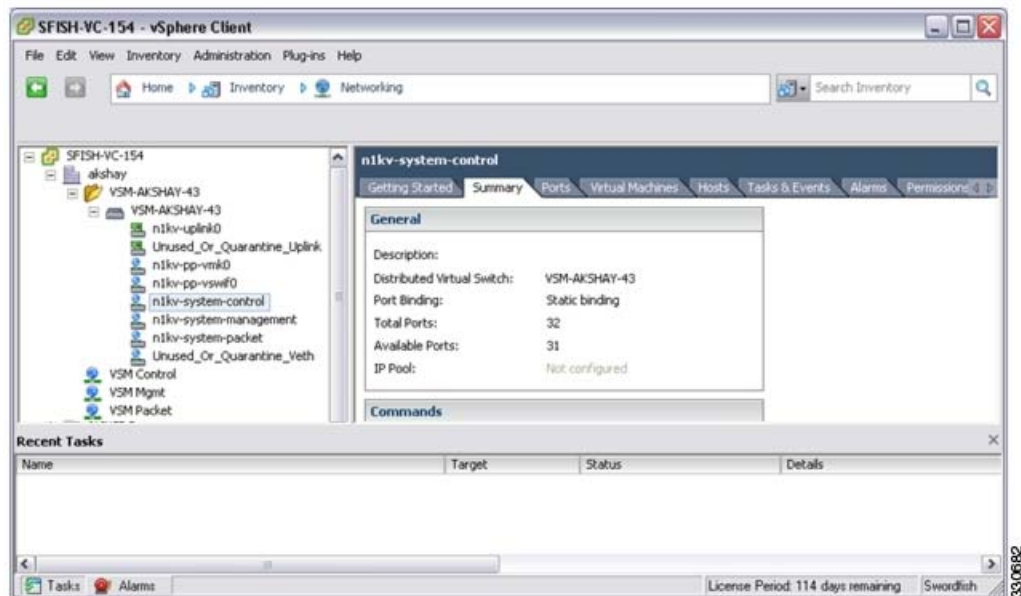 SFISH-VC-154 - vSphere Client
File Edit View Inventory Administration Plug-ins Help
Home Inventory Networking
Search Inventory
SFISH-VC-154
akshay
VSM-AKSHAY-43
VSM-AKSHAY-43
n1kv-uplink0
Unused_Or_Quarantine_Uplink
n1kv-pp-vmk0
n1kv-pp-vswif0
n1kv-system-control
n1kv-system-management
n1kv-system-packet
Unused_Or_Quarantine_Veth
VSM Control
VSM Mgmt
VSM Packet
n1kv-system-control
Getting Started Summary Ports Virtual Machines Hosts Tasks & Events Alarms Permissions
General
Description:
Distributed Virtual Switch: VSM-AKSHAY-43
Port Binding: Static binding
Total Ports: 32
Available Ports: 31
IP Pool: Not configured
Commands
Recent Tasks
Name Target Status Details
Tasks Alarms License Period: 114 days remaining Swordfish
330682